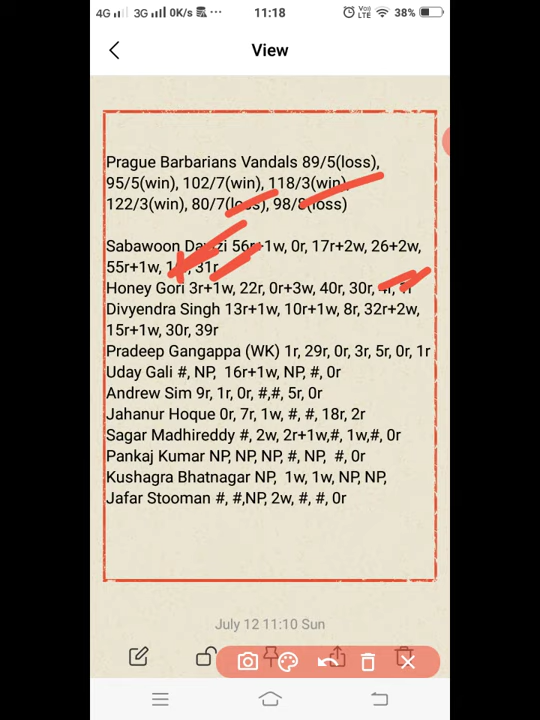 4G 3G 0K/s ... 11:18 VoLTE 38%
View
Prague Barbarians Vandals 89/5(loss),
95/5(win), 102/7(win), 118/3(win),
122/3(win), 80/7(loss), 98/8(loss)
Sabawoon 56r+1w, 0r, 17r+2w, 26+2w,
55r+1w, 31r
Honey Gori 3r+1w, 22r, 0r+3w, 40r, 30r,
Divyendra Singh 13r+1w, 10r+1w, 8r, 32r+2w,
15r+1w, 30r, 39r
Pradeep Gangappa (WK) 1r, 29r, 0r, 3r, 5r, 0r, 1r
Uday Gali #, NP, 16r+1w, NP, #, 0r
Andrew Sim 9r, 1r, 0r, #,#, 5r, 0r
Jahanur Hoque 0r, 7r, 1w, #, #, 18r, 2r
Sagar Madhireddy #, 2w, 2r+1w,#, 1w,#, 0r
Pankaj Kumar NP, NP, NP, #, NP, #, 0r
Kushagra Bhatnagar NP, 1w, 1w, NP, NP,
Jafar Stooman #, #,NP, 2w, #, #, 0r
July 12 11:10 Sun